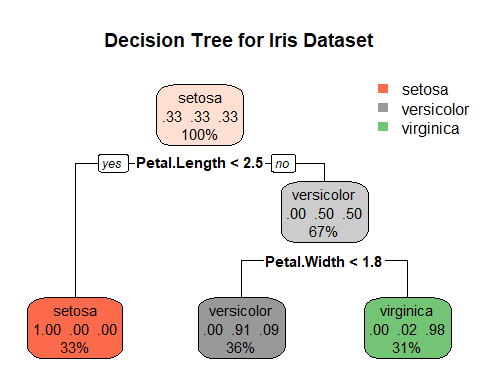 Decision Tree for Iris Dataset
setosa
versicolor
virginica
setosa
.33 .33 .33
100%
yes Petal.Length < 2.5 no
versicolor
.00 .50 .50
67%
Petal.Width < 1.8
setosa
1.00 .00 .00
33%
versicolor
.00 .91 .09
36%
virginica
.00 .02 .98
31%